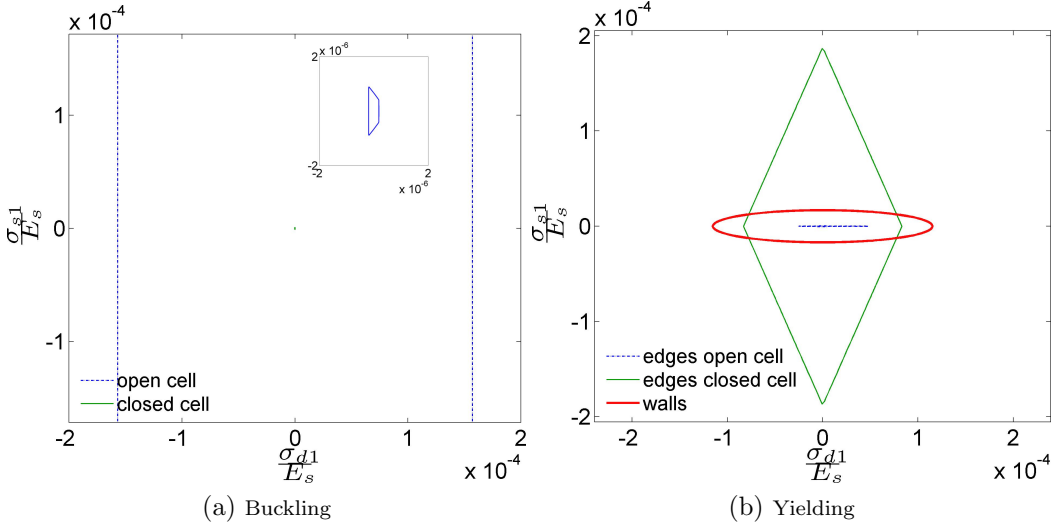 x 10^-4
1
0
-1
σs1/Es
-2
-1
0
1
2
σd1/Es
x 10^-4
x 10^-6
2
-2
-2
2
x 10^-6
open cell
closed cell
(a) Buckling
x 10^-4
2
1
0
-1
-2
σs1/Es
-2
-1
0
1
2
σd1/Es
x 10^-4
edges open cell
edges closed cell
walls
(b) Yielding